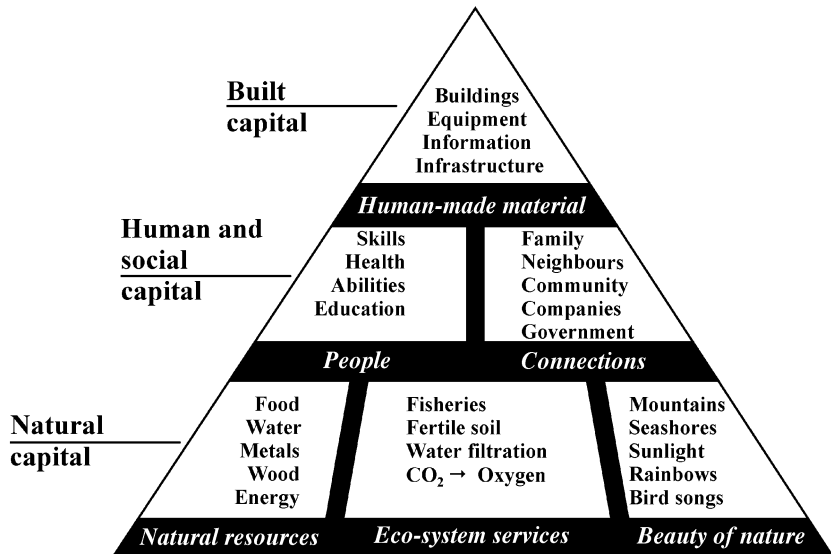 Built
capital
Buildings
Equipment
Information
Infrastructure
Human-made material
Human and
social
capital
Skills
Health
Abilities
Education
People
Family
Neighbours
Community
Companies
Government
Connections
Natural
capital
Food
Water
Metals
Wood
Energy
Natural resources
Fisheries
Fertile soil
Water filtration
CO₂ → Oxygen
Eco-system services
Mountains
Seashores
Sunlight
Rainbows
Bird songs
Beauty of nature